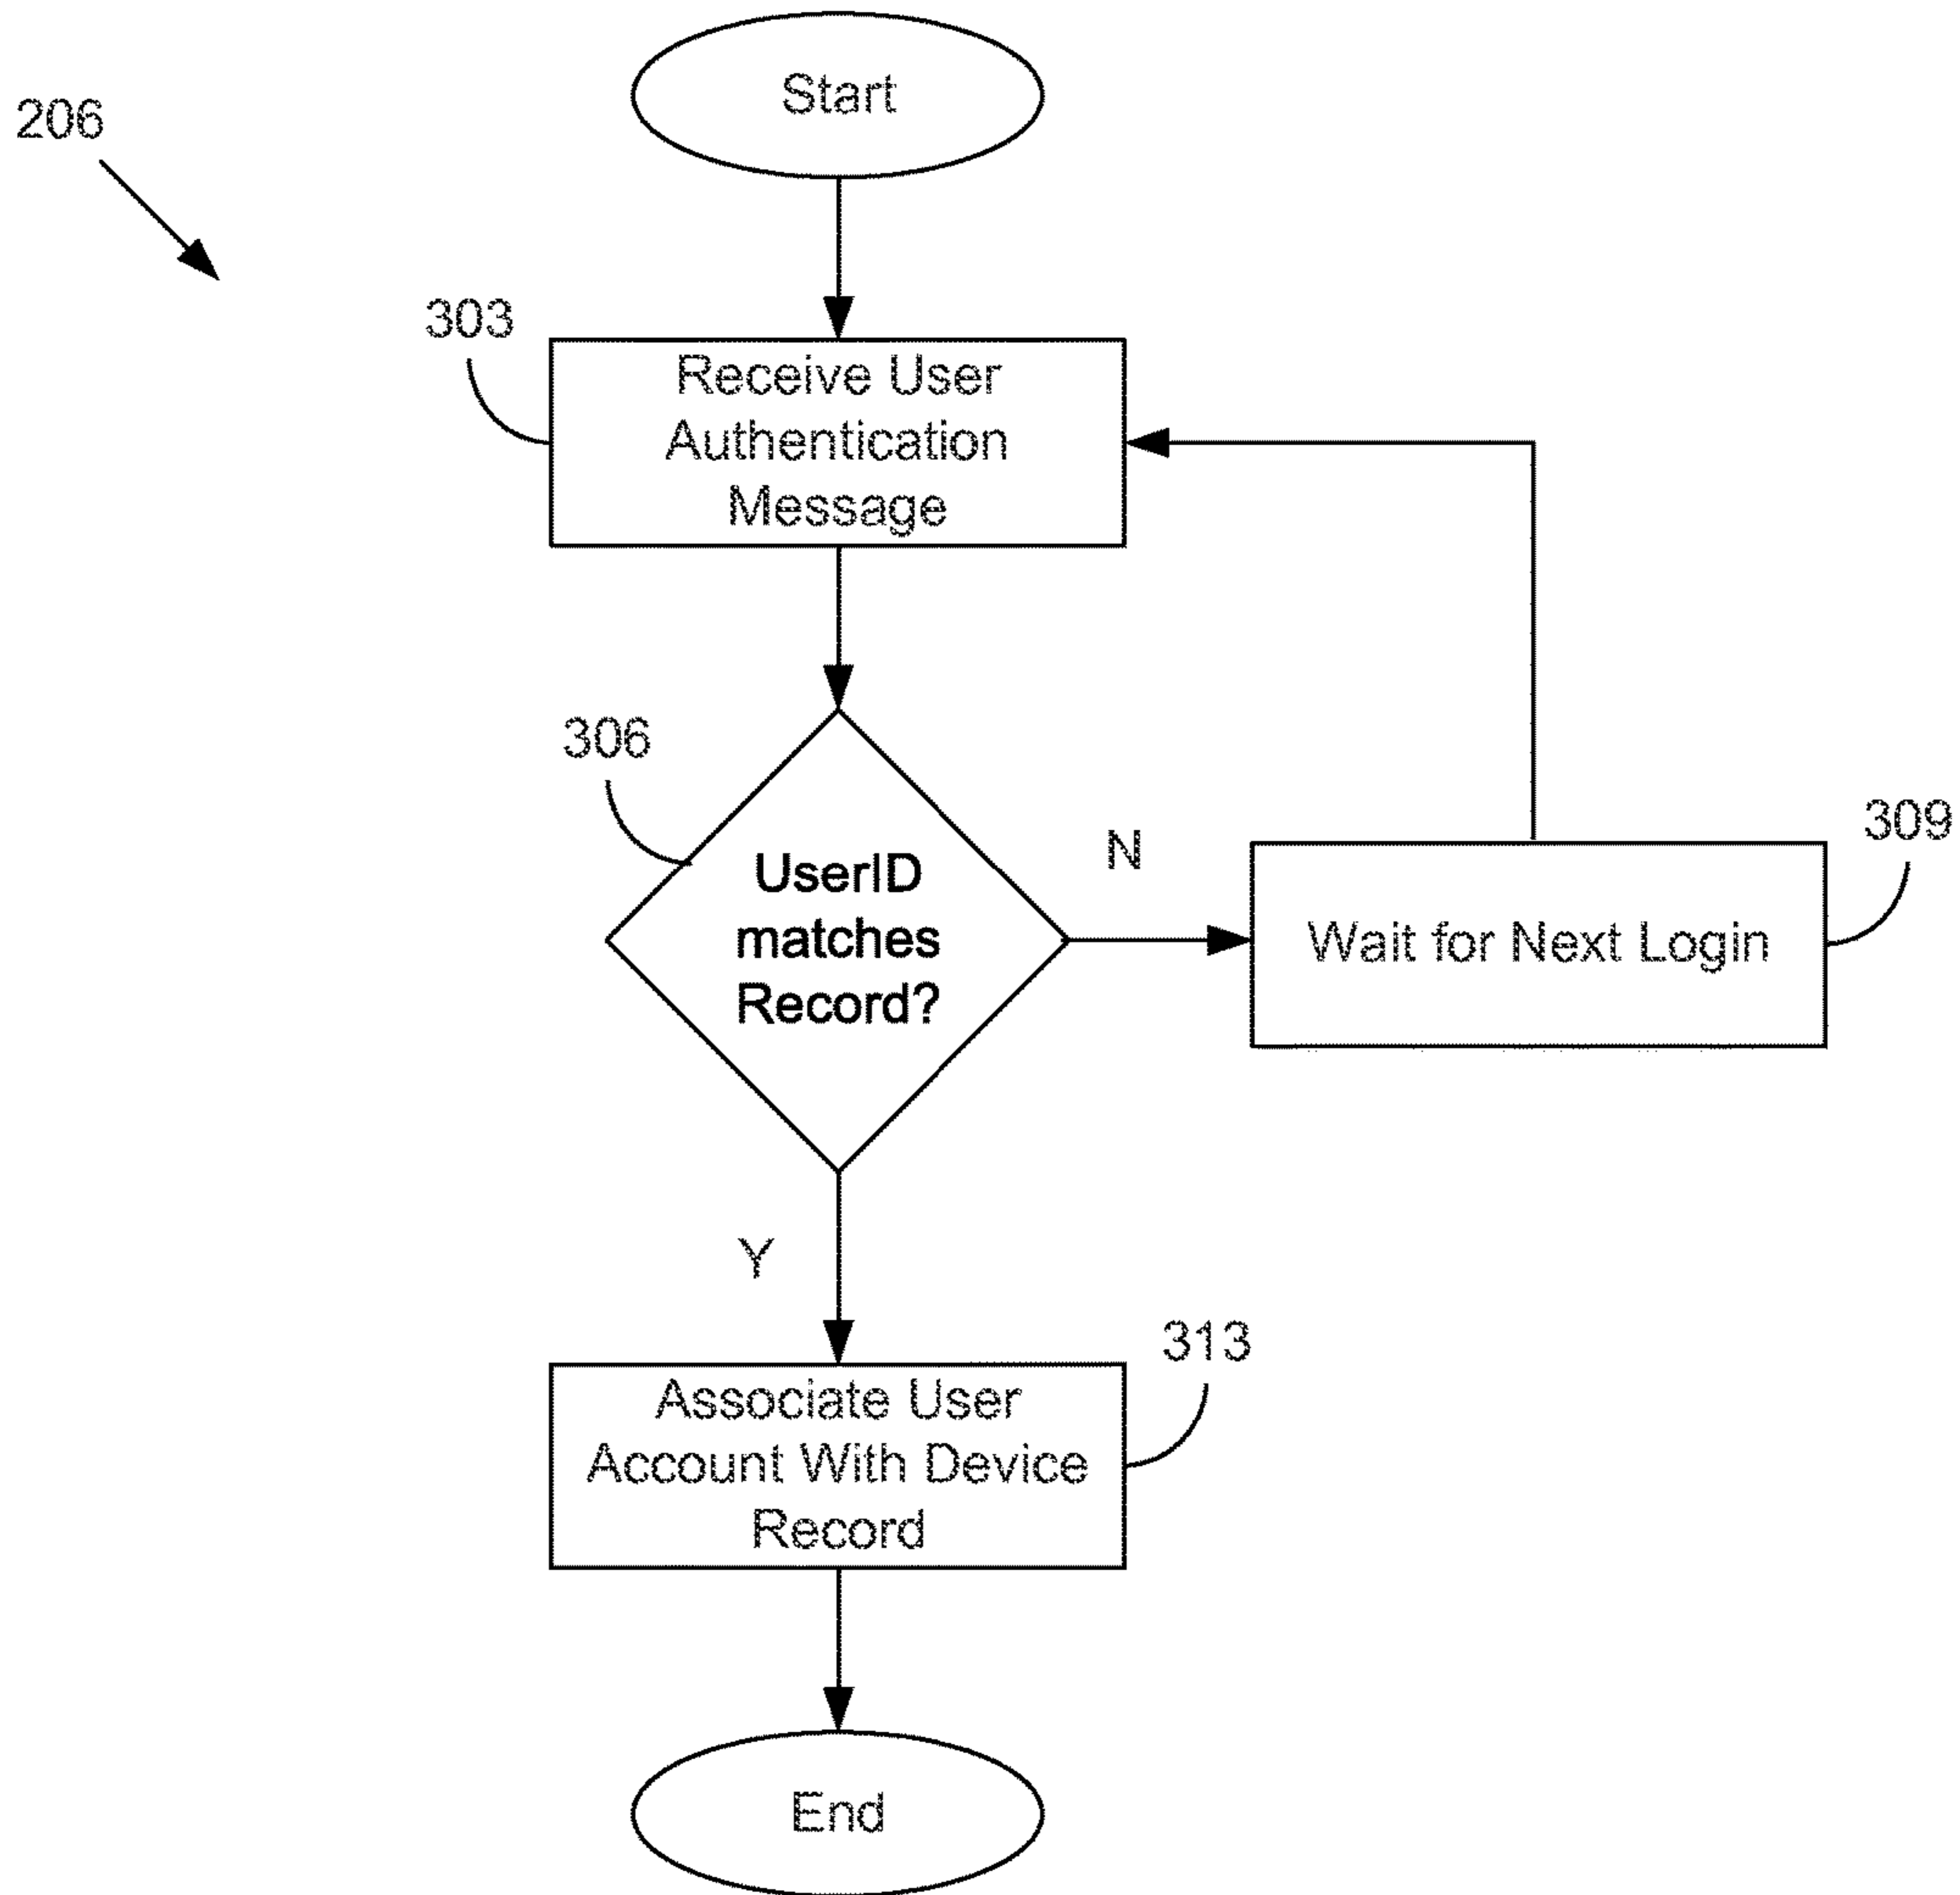 Start
206
303
Receive User
Authentication
Message
306
UserID
matches
Record?
N
309
Wait for Next Login
Y
313
Associate User
Account With Device
Record
End